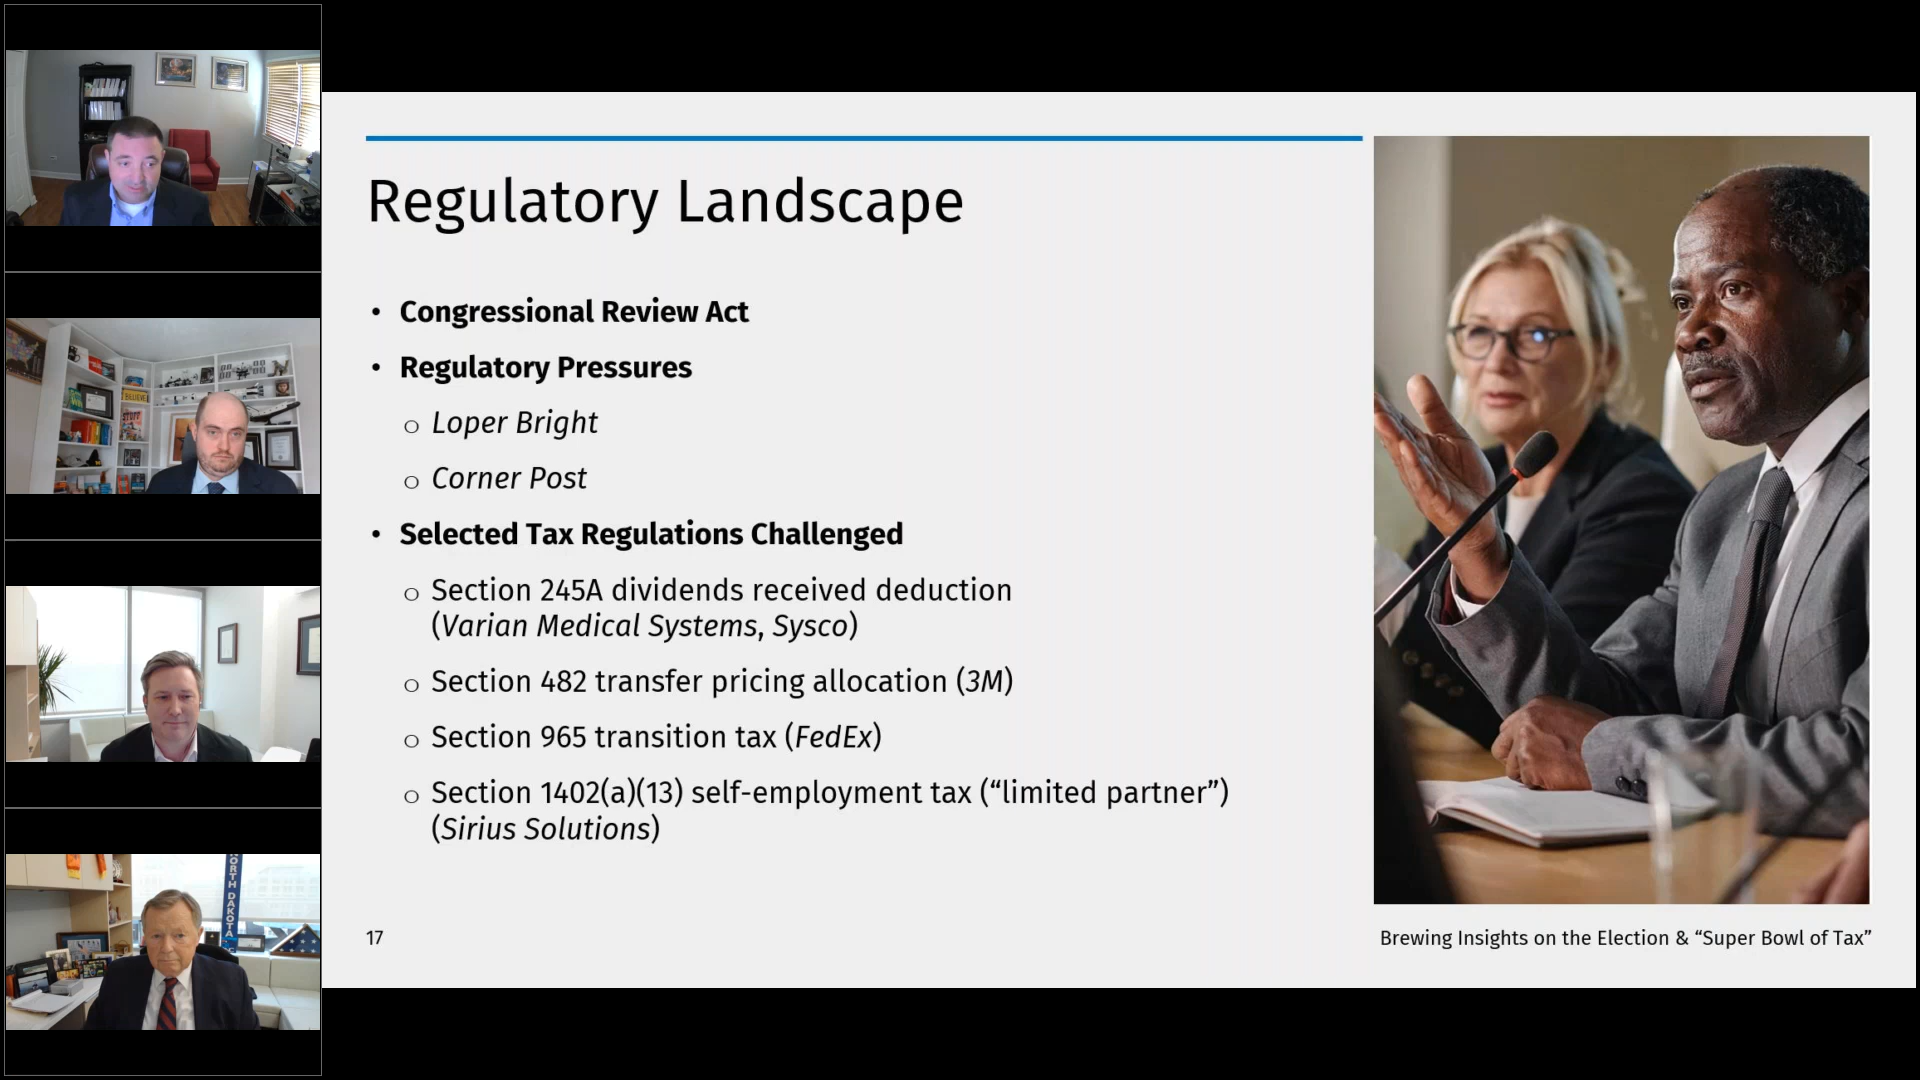 Regulatory Landscape
• Congressional Review Act
• Regulatory Pressures
o Loper Bright
o Corner Post
• Selected Tax Regulations Challenged
o Section 245A dividends received deduction
(Varian Medical Systems, Sysco)
o Section 482 transfer pricing allocation (3M)
o Section 965 transition tax (FedEx)
o Section 1402(a)(13) self-employment tax (“limited partner”)
(Sirius Solutions)
17
Brewing Insights on the Election & “Super Bowl of Tax”
NORTH DAKOTA